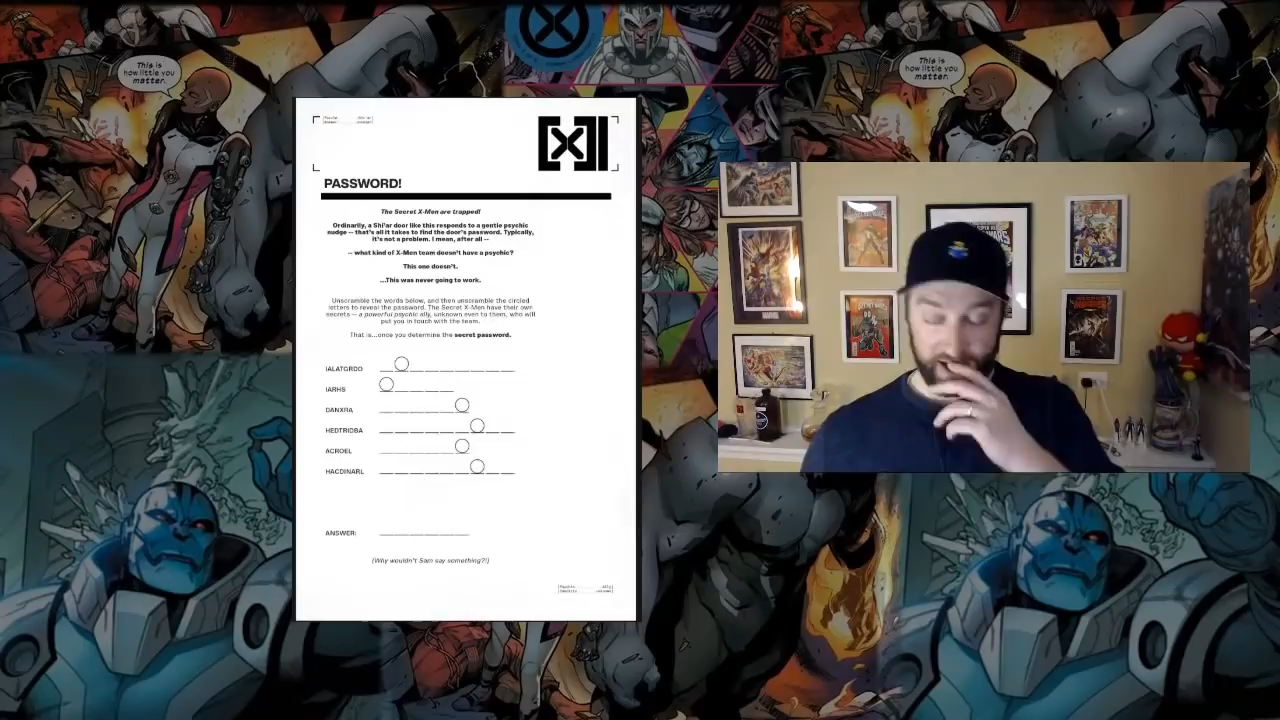 This is
how little you
matter.
This is
how little you
matter.
[X]|
PASSWORD!
The Secret X-Men are trapped!
Ordinarily, a Shi'ar door like this responds to a gentle psychic
nudge -- that's all it takes to find the door's password. Typically,
it's not a problem. I mean, after all --
-- what kind of X-Men team doesn't have a psychic?
This one doesn't.
...This was never going to work.
Unscramble the words below, and then unscramble the circled
letters to reveal the password. The Secret X-Men have their own
secrets -- a powerful psychic ally, unknown even to them, who will
put you in touch with the team.
That is...once you determine the secret password.
IALATGRDO
IARHS
DANXRA
HEDTRIDBA
ACROEL
HACDINARL
ANSWER:
(Why wouldn't Sam say something?!)